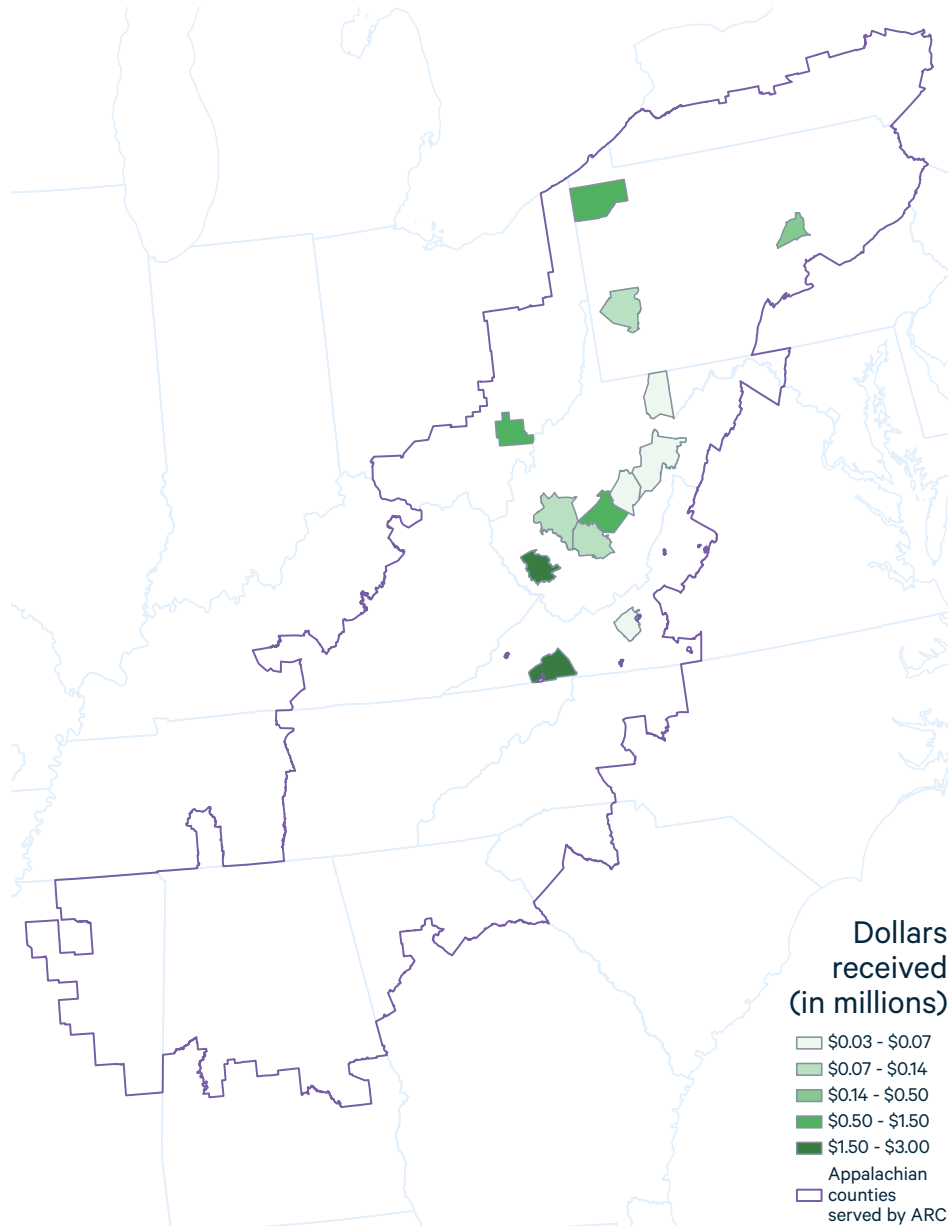 Dollars
received
(in millions)
$0.03 - $0.07
$0.07 - $0.14
$0.14 - $0.50
$0.50 - $1.50
$1.50 - $3.00
Appalachian
counties
served by ARC